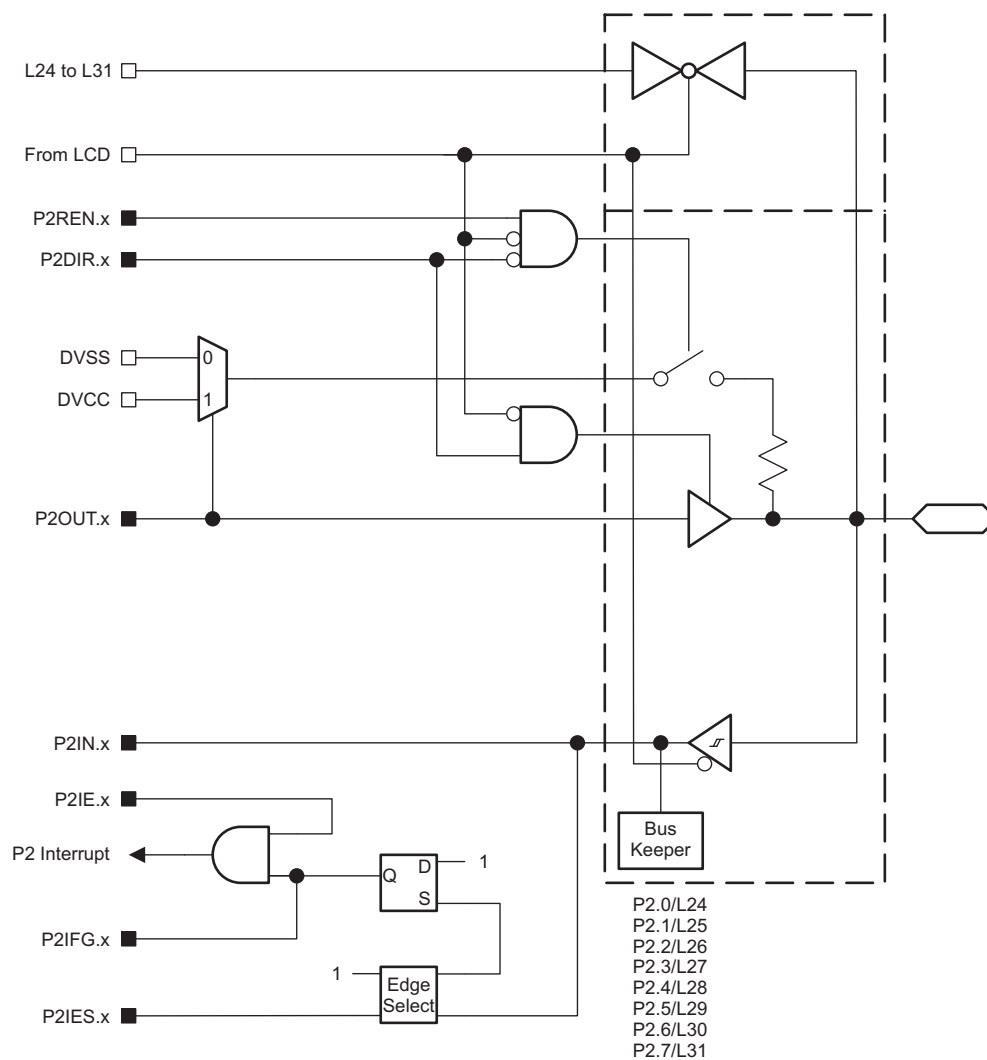 L24 to L31
From LCD
P2REN.x
P2DIR.x
DVSS
0
DVCC
1
P2OUT.x
P2IN.x
P2IE.x
Bus
Keeper
P2 Interrupt
D
1
Q
S
P2IFG.x
1
Edge
Select
P2IES.x
P2.0/L24
P2.1/L25
P2.2/L26
P2.3/L27
P2.4/L28
P2.5/L29
P2.6/L30
P2.7/L31